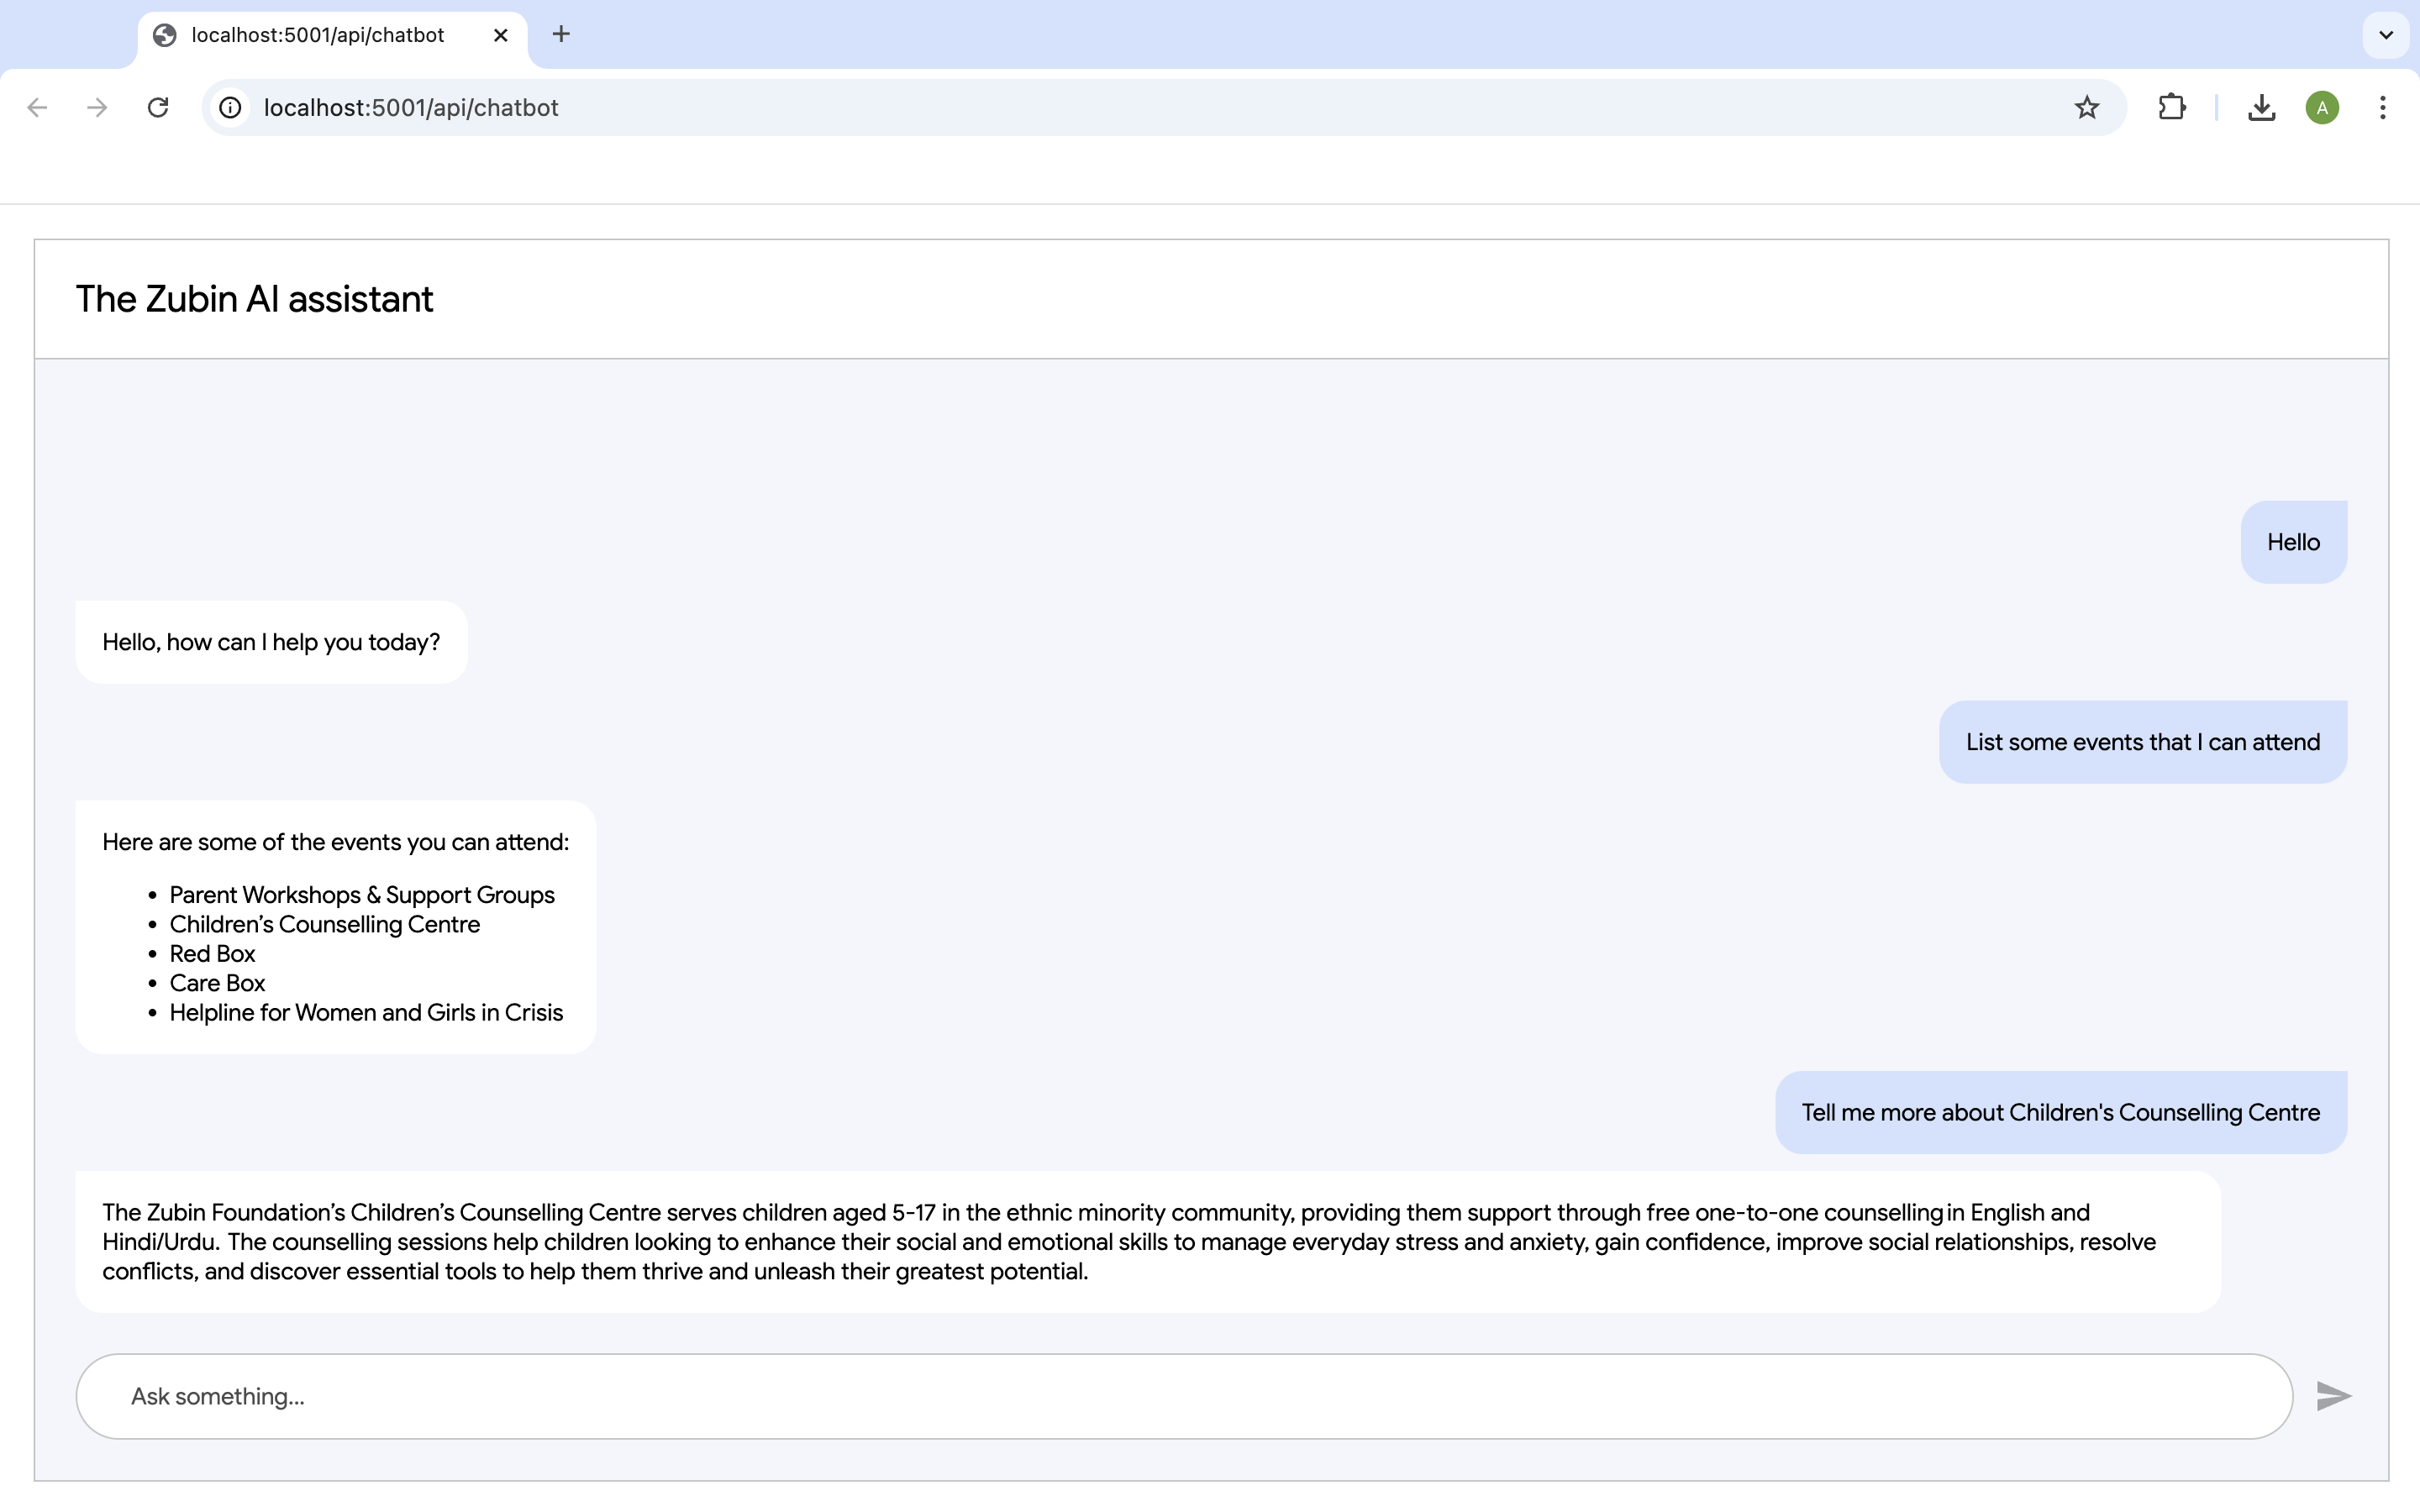 localhost:5001/api/chatbot
localhost:5001/api/chatbot
A
The Zubin AI assistant
Hello
Hello, how can I help you today?
List some events that I can attend
Here are some of the events you can attend:
• Parent Workshops & Support Groups
• Children’s Counselling Centre
• Red Box
• Care Box
• Helpline for Women and Girls in Crisis
Tell me more about Children's Counselling Centre
The Zubin Foundation’s Children’s Counselling Centre serves children aged 5-17 in the ethnic minority community, providing them support through free one-to-one counselling in English and
Hindi/Urdu. The counselling sessions help children looking to enhance their social and emotional skills to manage everyday stress and anxiety, gain confidence, improve social relationships, resolve
conflicts, and discover essential tools to help them thrive and unleash their greatest potential.
Ask something...